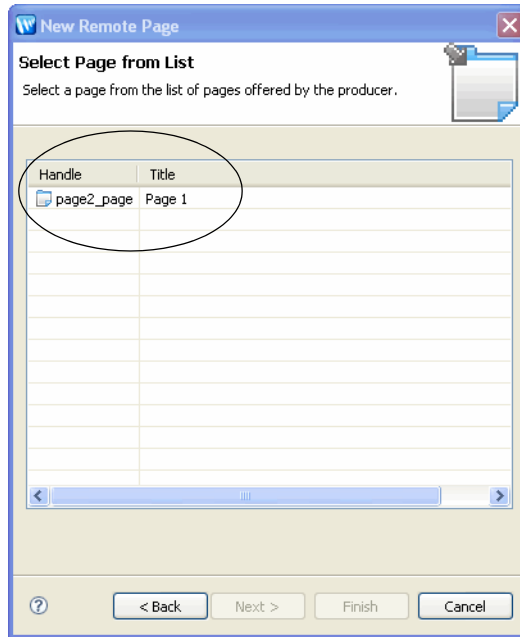 New Remote Page
Select Page from List
Select a page from the list of pages offered by the producer.
Handle Title
page2_page Page 1
< Back Next > Finish Cancel